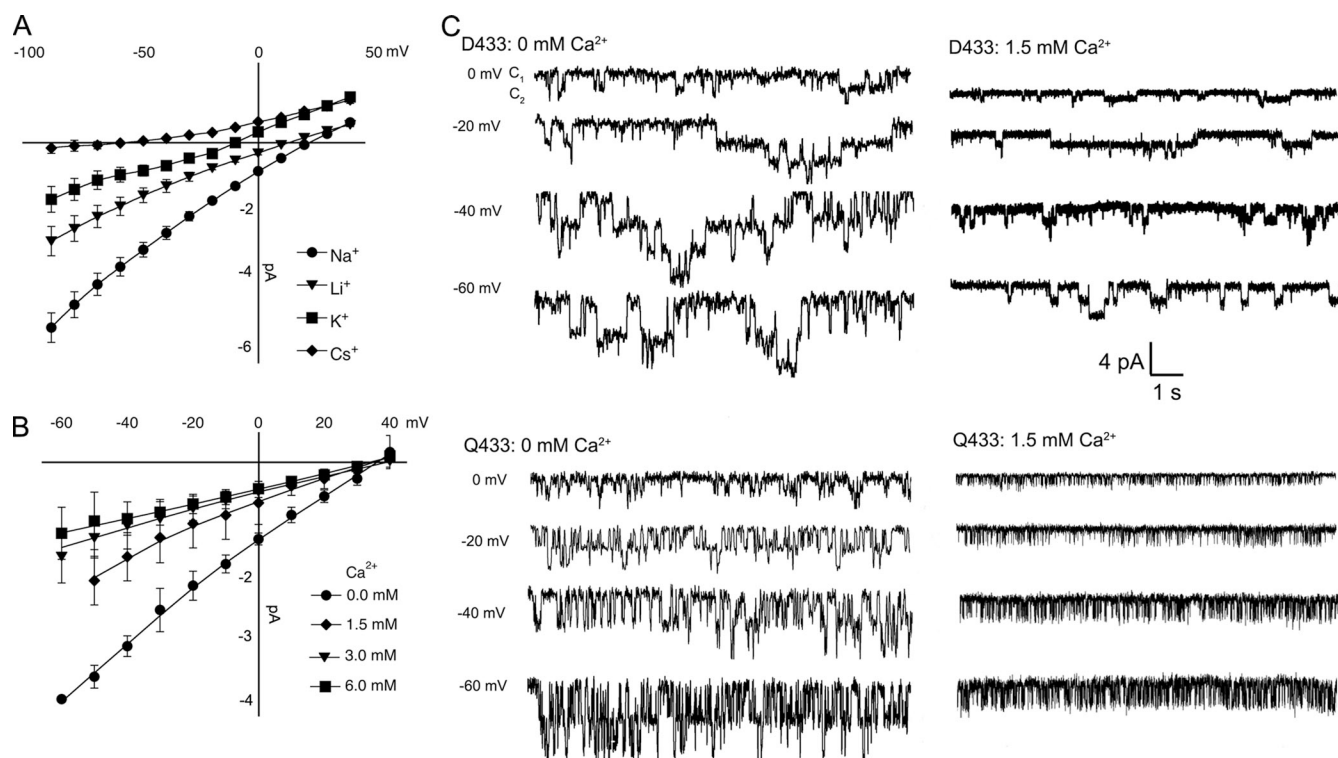 A
-100 -50 0 50 mV
-2
-4
-6
pA
Na⁺
Li⁺
K⁺
Cs⁺
B
-60 -40 -20 0 20 40 mV
-2
-3
-4
pA
Ca²⁺
0.0 mM
1.5 mM
3.0 mM
6.0 mM
C
D433: 0 mM Ca²⁺
0 mV C₁
C₂
-20 mV
-40 mV
-60 mV
D433: 1.5 mM Ca²⁺
4 pA
1 s
Q433: 0 mM Ca²⁺
0 mV
-20 mV
-40 mV
-60 mV
Q433: 1.5 mM Ca²⁺